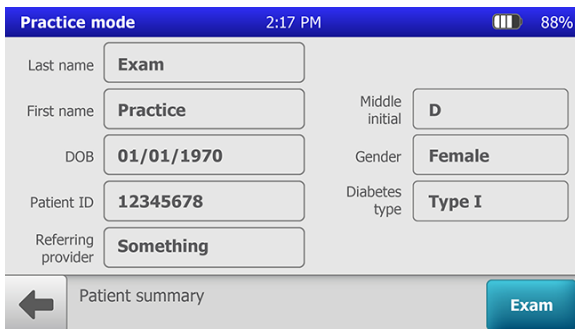 Practice mode 2:17 PM 88%
Last name Exam
First name Practice
Middle
initial D
DOB 01/01/1970
Gender Female
Patient ID 12345678
Diabetes
type Type I
Referring
provider Something
Patient summary
Exam